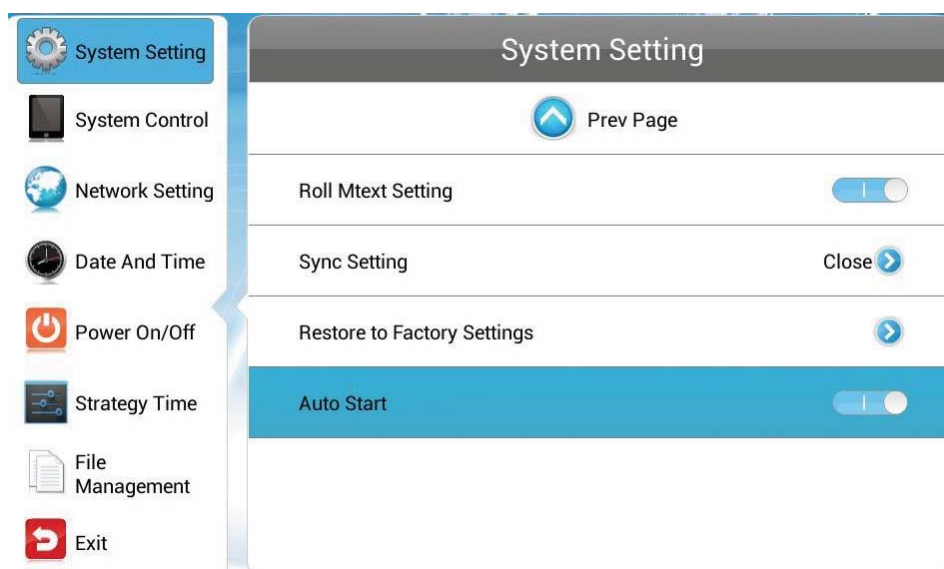 System Setting
System Control
Network Setting
Date And Time
Power On/Off
Strategy Time
File
Management
Exit
System Setting
Prev Page
Roll Mtext Setting
Sync Setting Close
Restore to Factory Settings
Auto Start